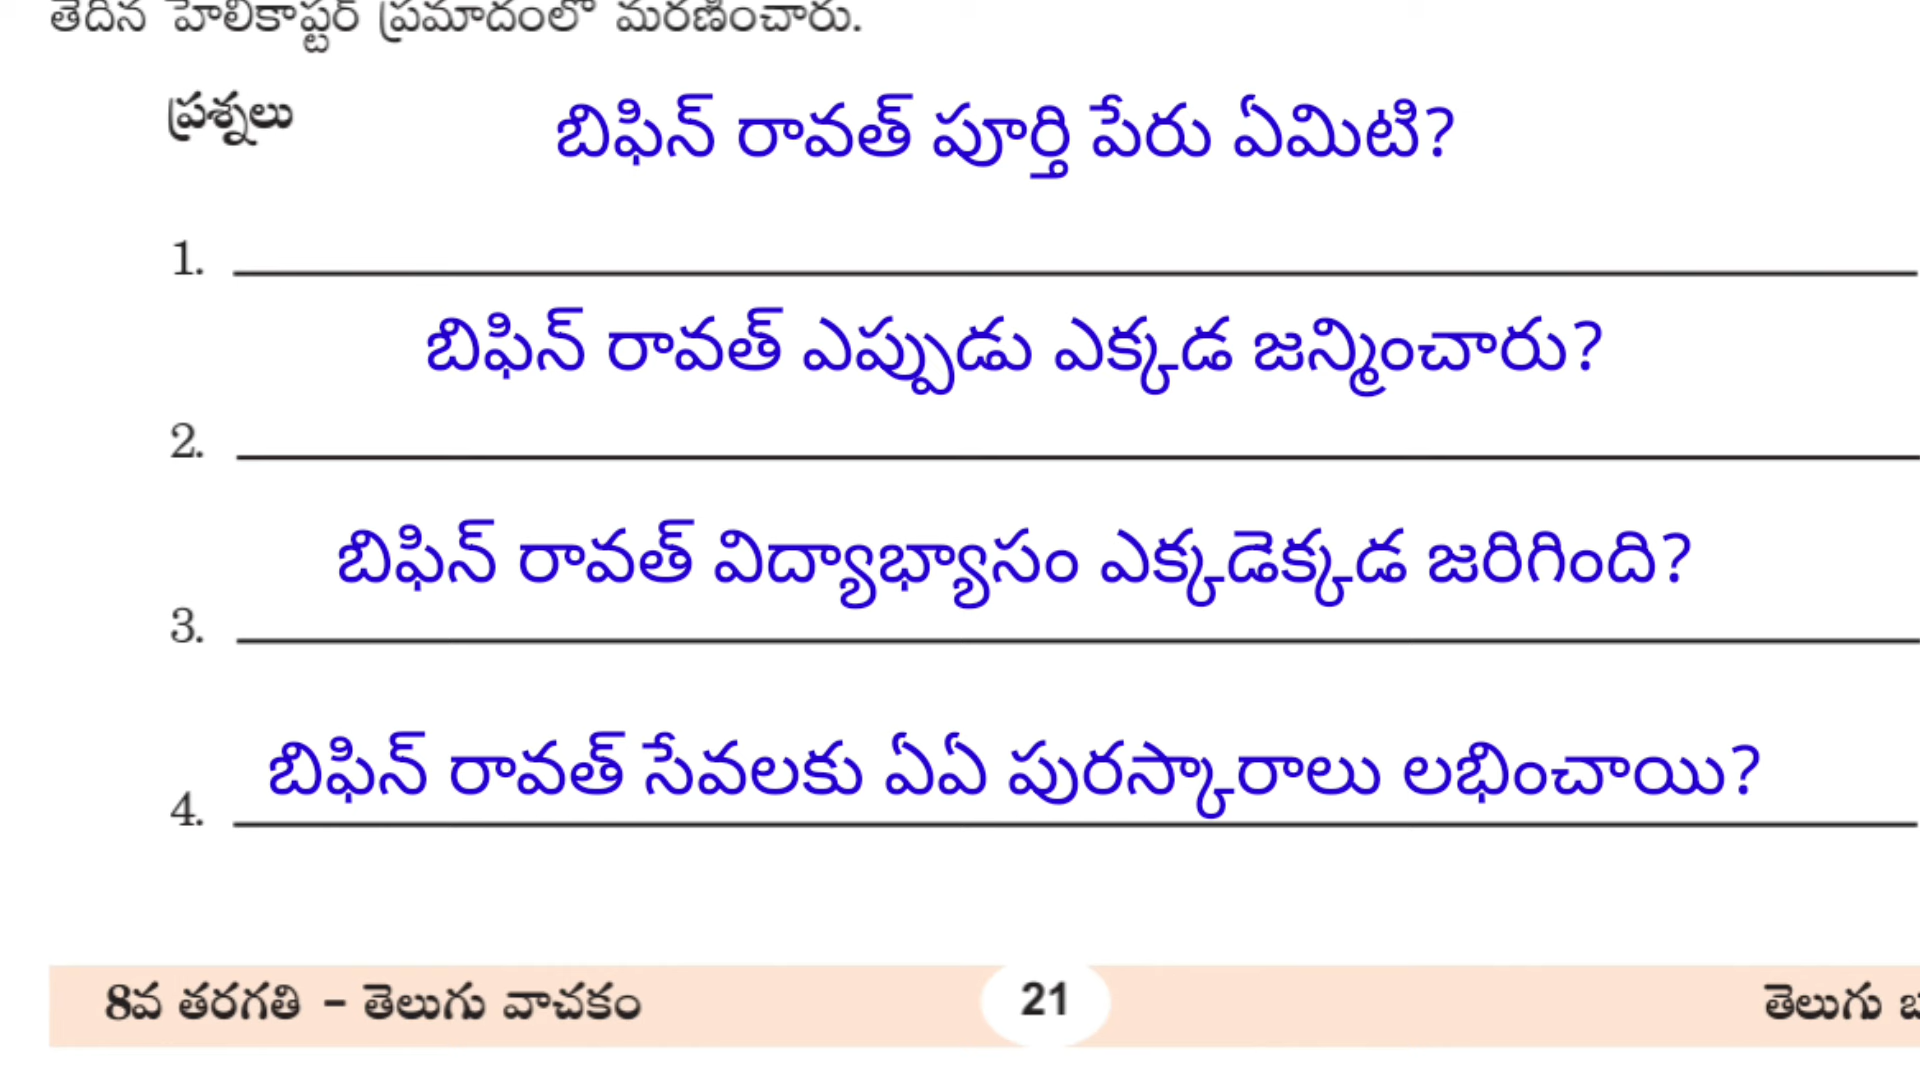 తేదీన హెలికాప్టర్ ప్రమాదంలో మరణించారు.
ప్రశ్నలు
బిఫిన్ రావత్ పూర్తి పేరు ఏమిటి?
1.
బిఫిన్ రావత్ ఎప్పుడు ఎక్కడ జన్మించారు?
2.
బిఫిన్ రావత్ విద్యాభ్యాసం ఎక్కడెక్కడ జరిగింది?
3.
బిఫిన్ రావత్ సేవలకు ఏఏ పురస్కారాలు లభించాయి?
4.
8వ తరగతి - తెలుగు వాచకం 21 తెలుగు